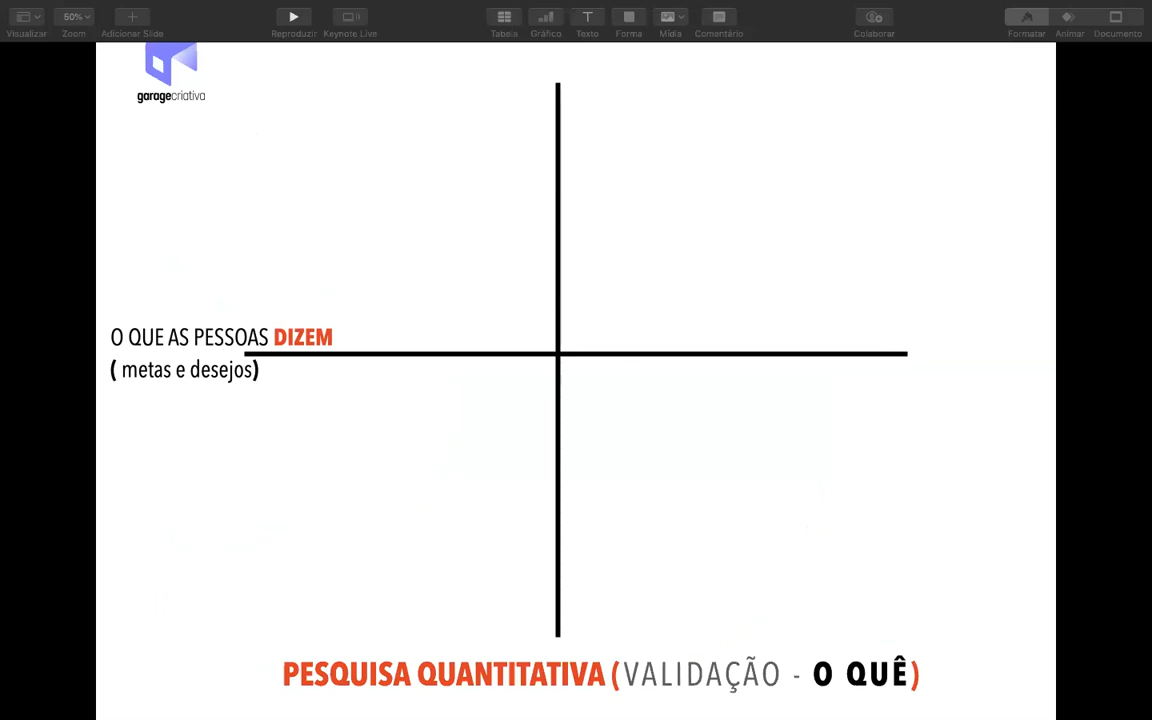 Visualizar
50%
Zoom
Adicionar Slide
Reproduzir
Keynote Live
Tabela
Gráfico
Texto
Forma
Mídia
Comentário
Colaborar
Formatar
Animar
Documento
garagecriativa
O QUE AS PESSOAS DIZEM
( metas e desejos)
PESQUISA QUANTITATIVA (VALIDAÇÃO - O QUÊ)